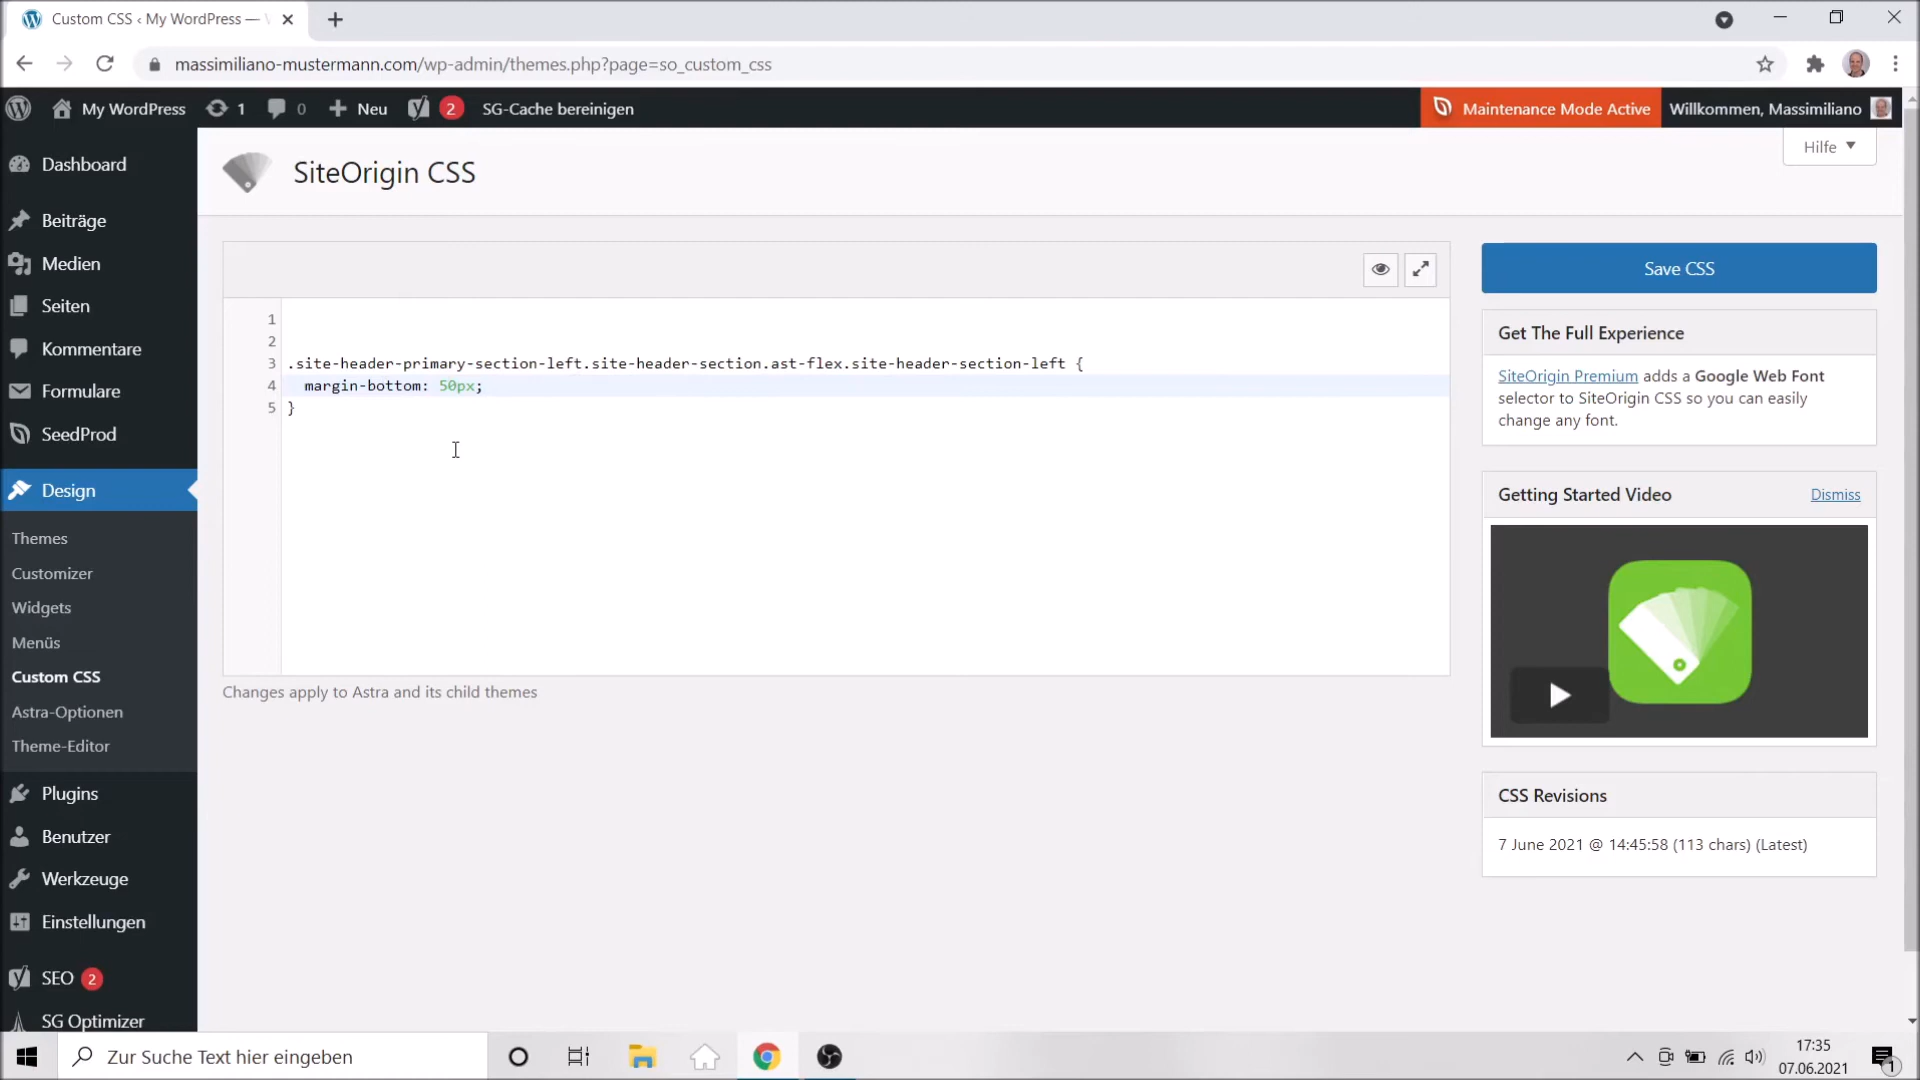 Custom CSS ‹ My WordPress —
massimiliano-mustermann.com/wp-admin/themes.php?page=so_custom_css
My WordPress 1 0 Neu 2 SG-Cache bereinigen Maintenance Mode Active Willkommen, Massimiliano
Hilfe
SiteOrigin CSS
Dashboard
Beiträge
Medien
Seiten
Kommentare
Formulare
SeedProd
Design
Themes
Customizer
Widgets
Menüs
Custom CSS
Astra-Optionen
Theme-Editor
Plugins
Benutzer
Werkzeuge
Einstellungen
SEO 2
SG Optimizer
1
2
3 .site-header-primary-section-left.site-header-section.ast-flex.site-header-section-left {
4 margin-bottom: 50px;
5 }
Changes apply to Astra and its child themes
Save CSS
Get The Full Experience
SiteOrigin Premium adds a Google Web Font
selector to SiteOrigin CSS so you can easily
change any font.
Getting Started Video Dismiss
CSS Revisions
7 June 2021 @ 14:45:58 (113 chars) (Latest)
Zur Suche Text hier eingeben
17:35
07.06.2021
1